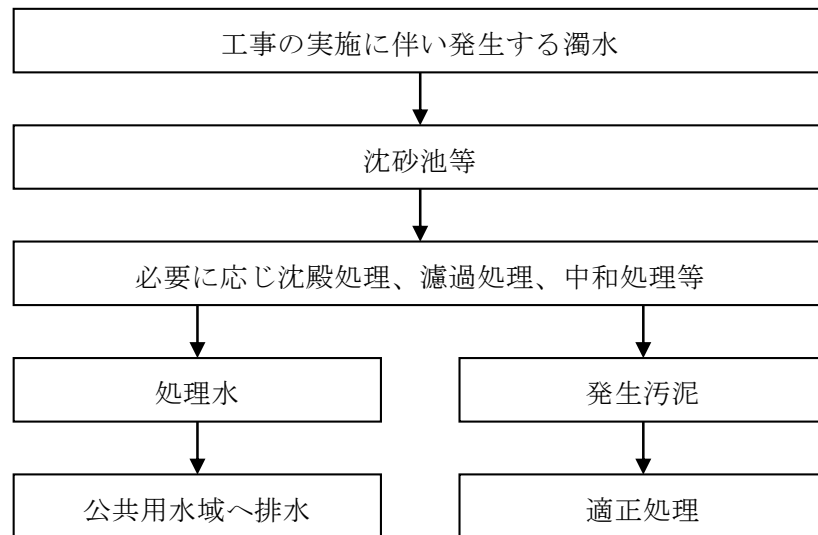 工事の実施に伴い発生する濁水
沈砂池等
必要に応じ沈殿処理、濾過処理、中和処理等
処理水
発生汚泥
公共用水域へ排水
適正処理